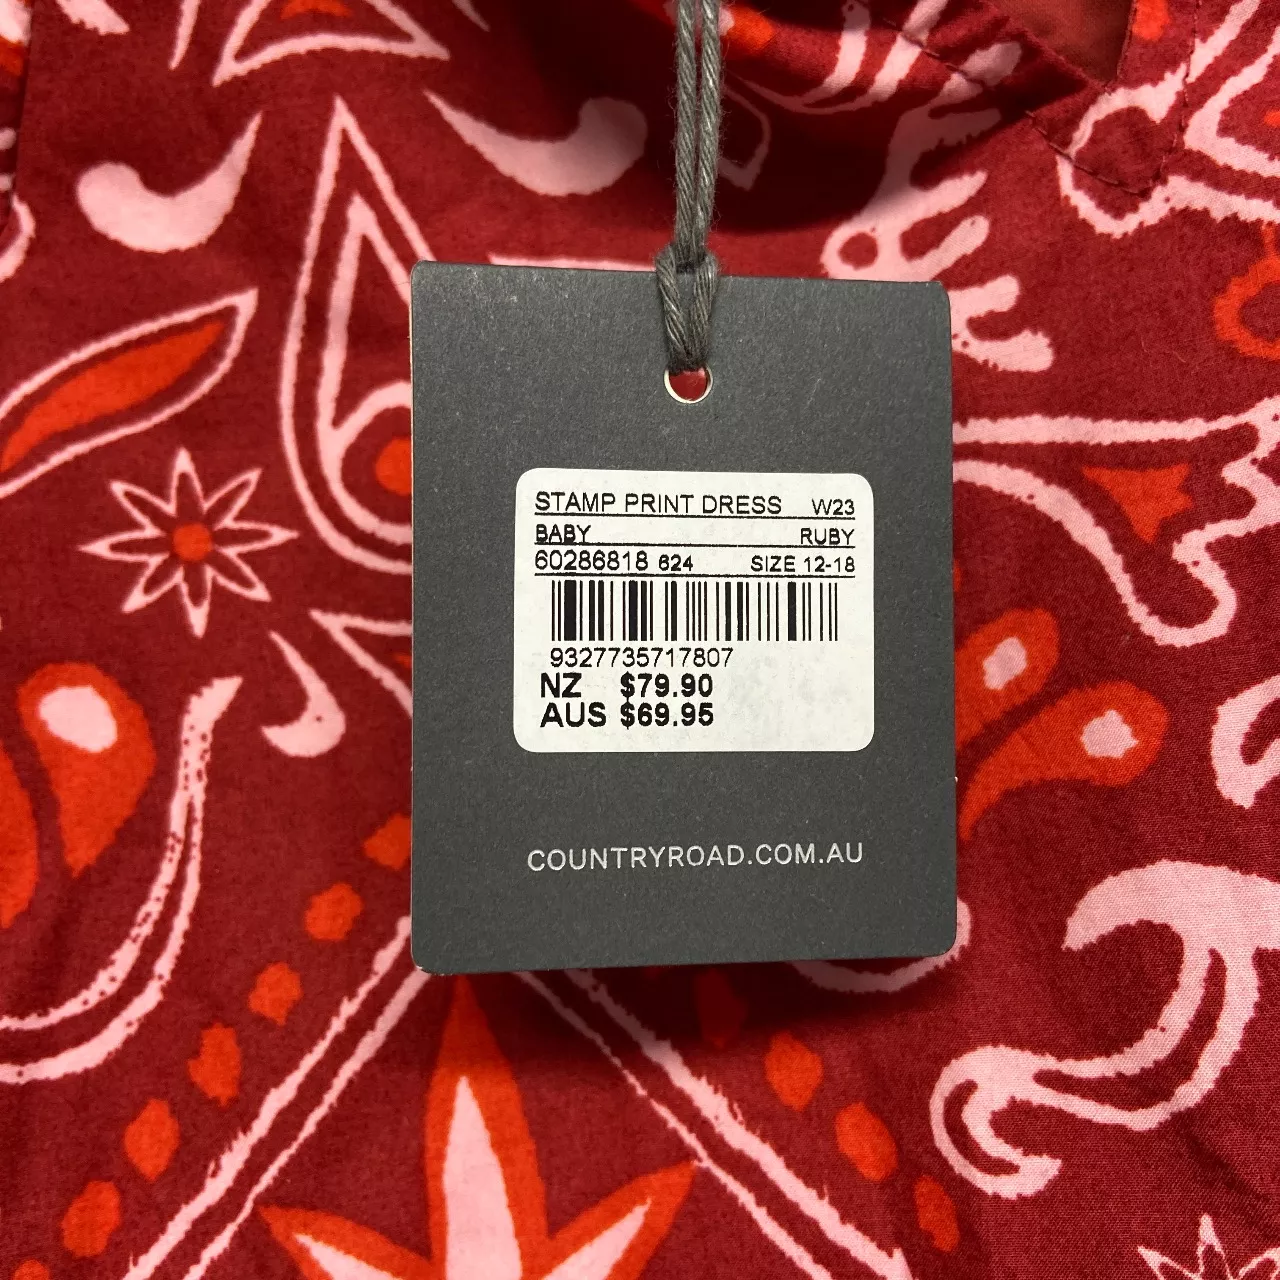 STAMP PRINT DRESS W23
BABY RUBY
60286818 624 SIZE 12-18
9327735717807
NZ $79.90
AUS $69.95
COUNTRYROAD.COM.AU